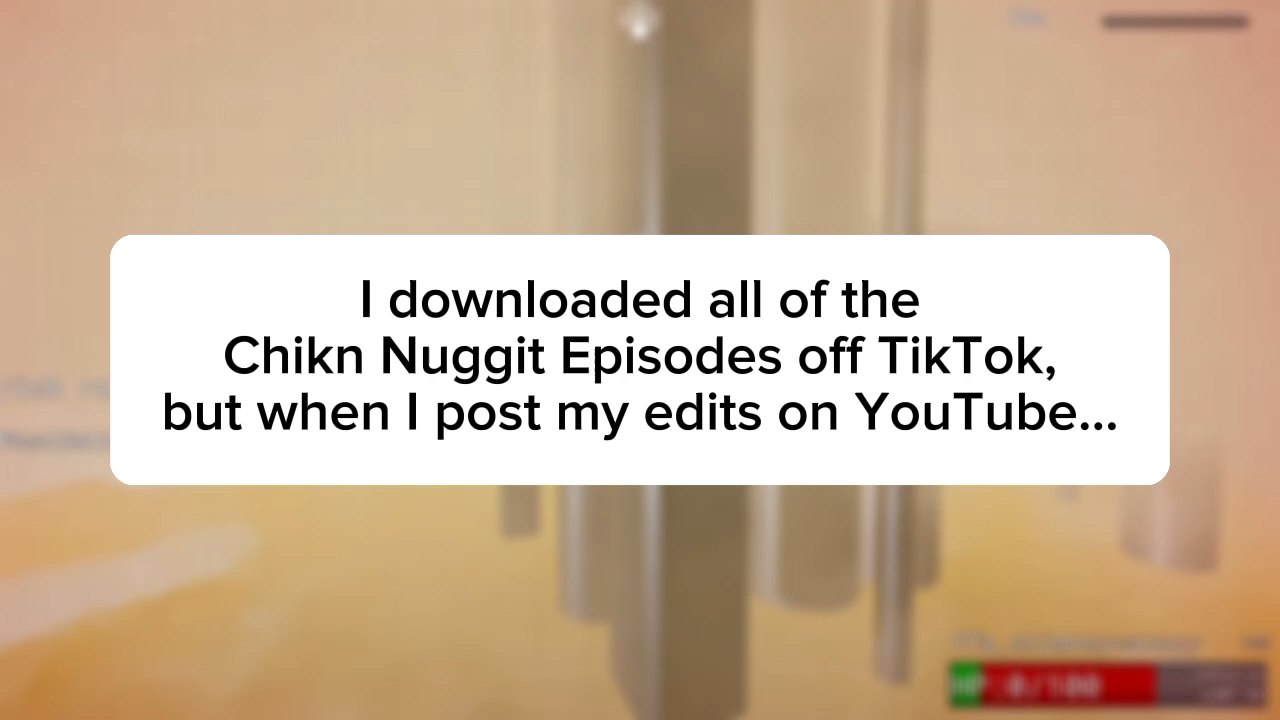 I downloaded all of the
Chikn Nuggit Episodes off TikTok,
but when I post my edits on YouTube...